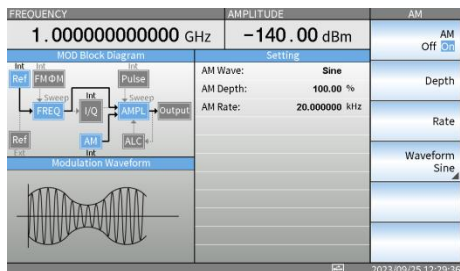 FREQUENCY
AMPLITUDE
AM
1.000000000000 GHz
−140.00 dBm
AM
Off On
MOD Block Diagram
Setting
Int
Int
Int
Ref
FMΦM
Pulse
Sweep
Int
Sweep
FREQ
I/Q
AMPL
Output
Ref
AM
ALC
Ext
Int
AM Wave: Sine
AM Depth: 100.00 %
AM Rate: 20.000000 kHz
Depth
Rate
Waveform
Sine
Modulation Waveform
2023/09/25 12:29:36